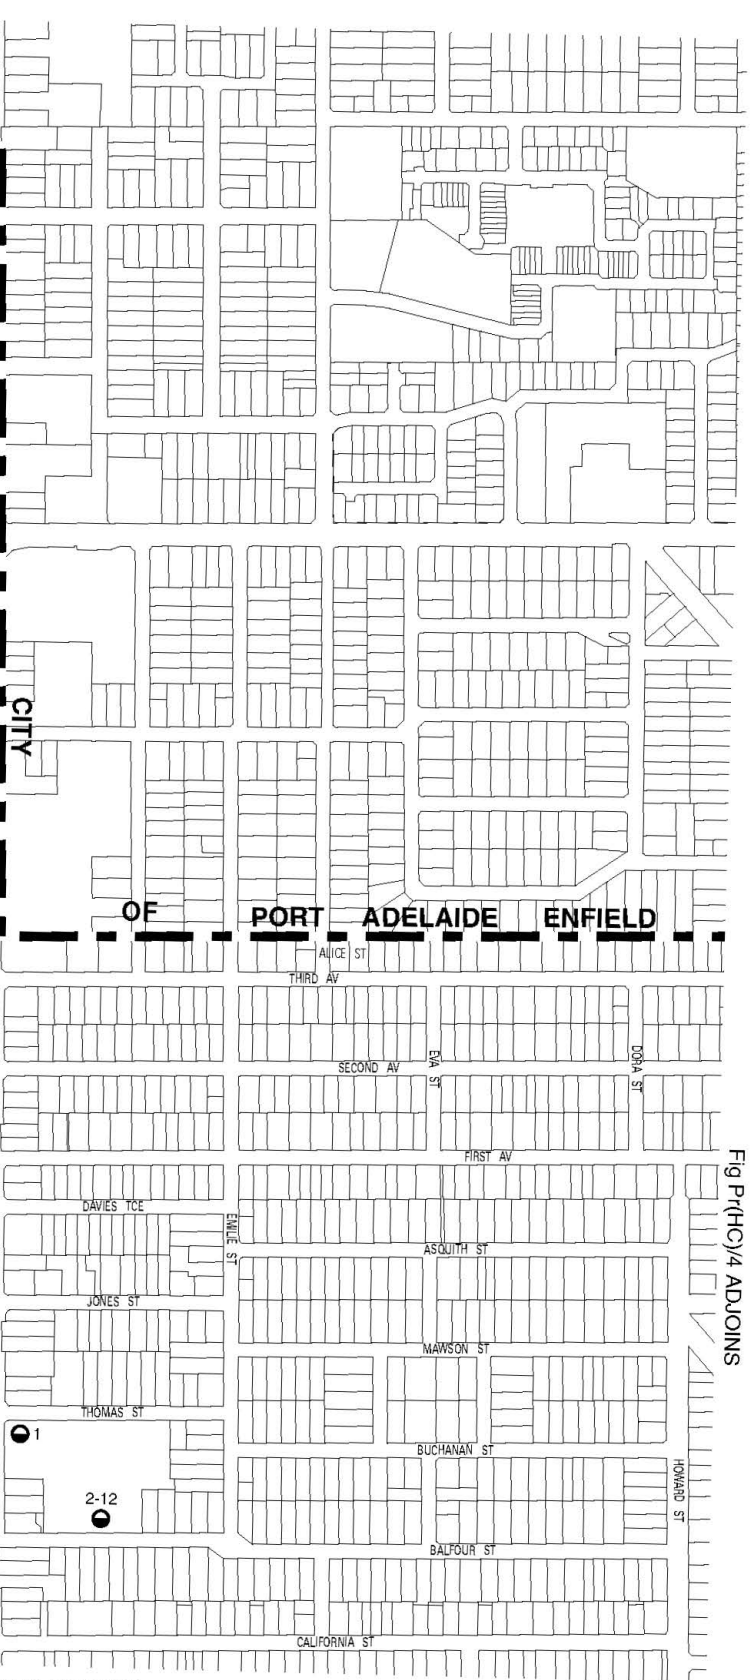 CITY
OF PORT ADELAIDE ENFIELD
ALICE ST
THIRD AV
SECOND AV
EVA ST
DORA ST
FIRST AV
Fig Pr(HC)/4 ADJOINS
DAVIES TCE
EMILIE ST
ASQUITH ST
JONES ST
MAWSON ST
THOMAS ST
1
BUCHANAN ST
HOWARD ST
2-12
BALFOUR ST
CALIFORNIA ST